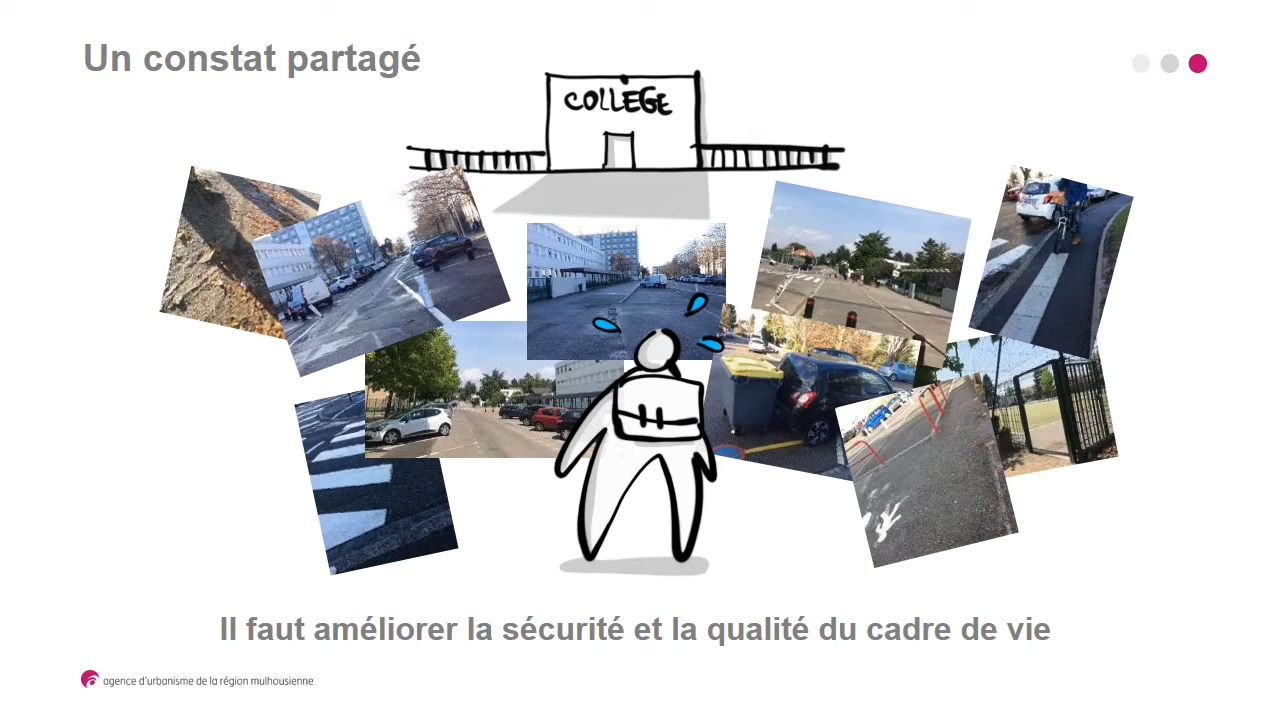 Un constat partagé
COLLÈGE
Il faut améliorer la sécurité et la qualité du cadre de vie
agence d'urbanisme de la région mulhousienne